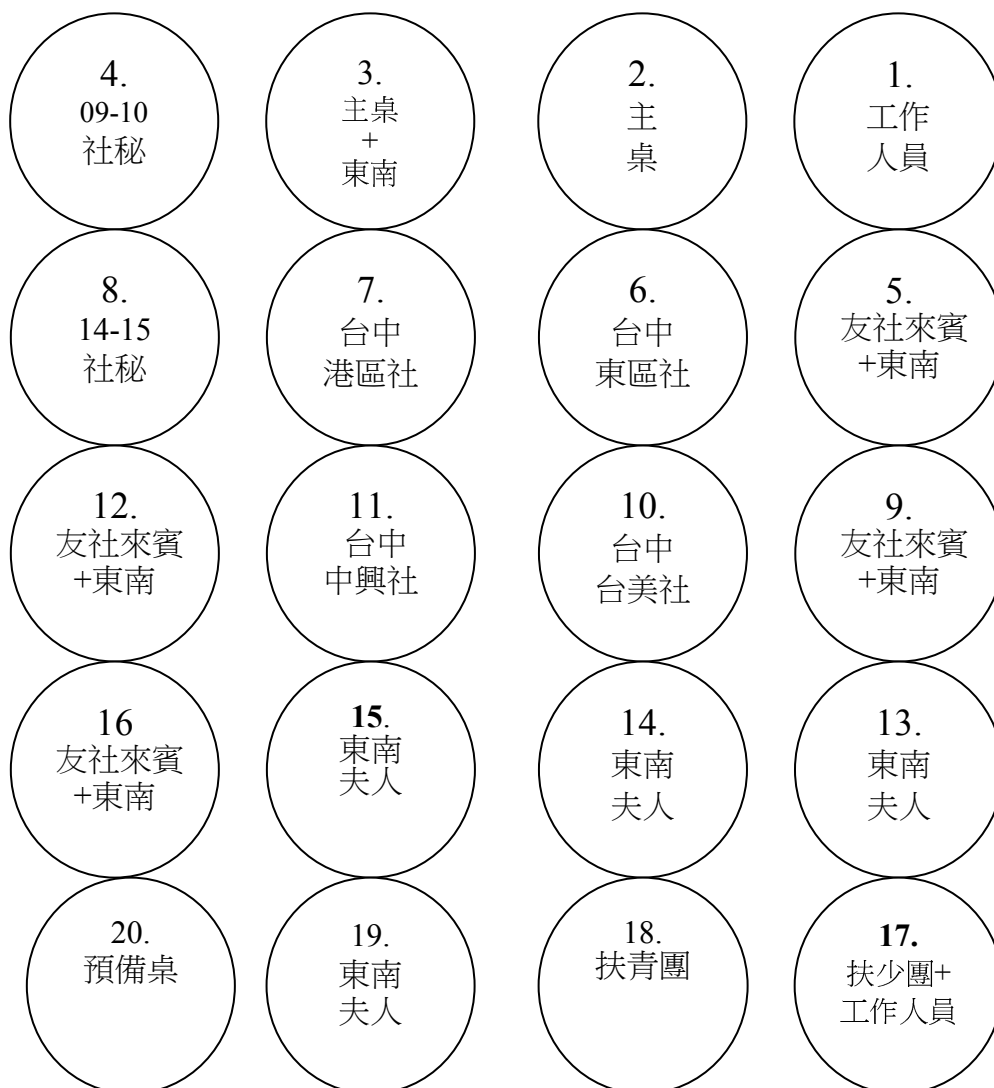 4.
09-10
社秘
3.
主桌
+
東南
2.
主
桌
1.
工作
人員
8.
14-15
社秘
7.
台中
港區社
6.
台中
東區社
5.
友社來賓
+東南
12.
友社來賓
+東南
11.
台中
中興社
10.
台中
台美社
9.
友社來賓
+東南
16
友社來賓
+東南
15.
東南
夫人
14.
東南
夫人
13.
東南
夫人
20.
預備桌
19.
東南
夫人
18.
扶青團
17.
扶少團+
工作人員